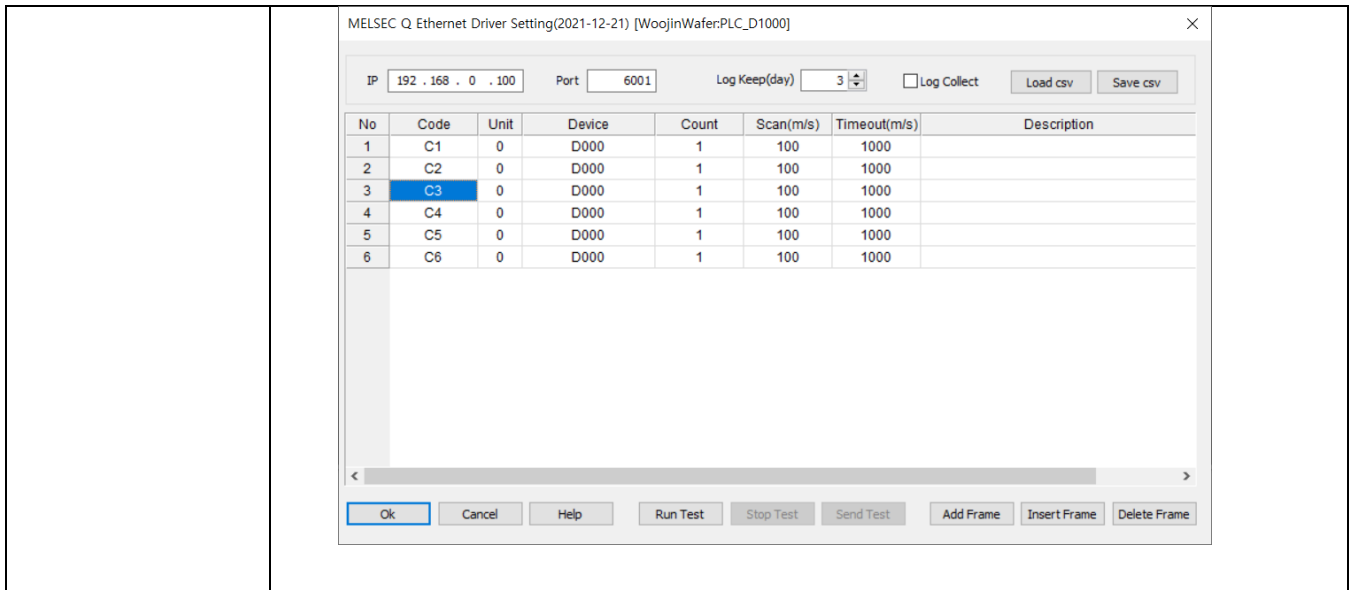 MELSEC Q Ethernet Driver Setting(2021-12-21) [WoojinWafer:PLC_D1000]
IP 192 . 168 . 0 . 100 Port 6001 Log Keep(day) 3 Log Collect Load csv Save csv
No Code Unit Device Count Scan(m/s) Timeout(m/s) Description
1 C1 0 D000 1 100 1000
2 C2 0 D000 1 100 1000
3 C3 0 D000 1 100 1000
4 C4 0 D000 1 100 1000
5 C5 0 D000 1 100 1000
6 C6 0 D000 1 100 1000
Ok Cancel Help Run Test Stop Test Send Test Add Frame Insert Frame Delete Frame